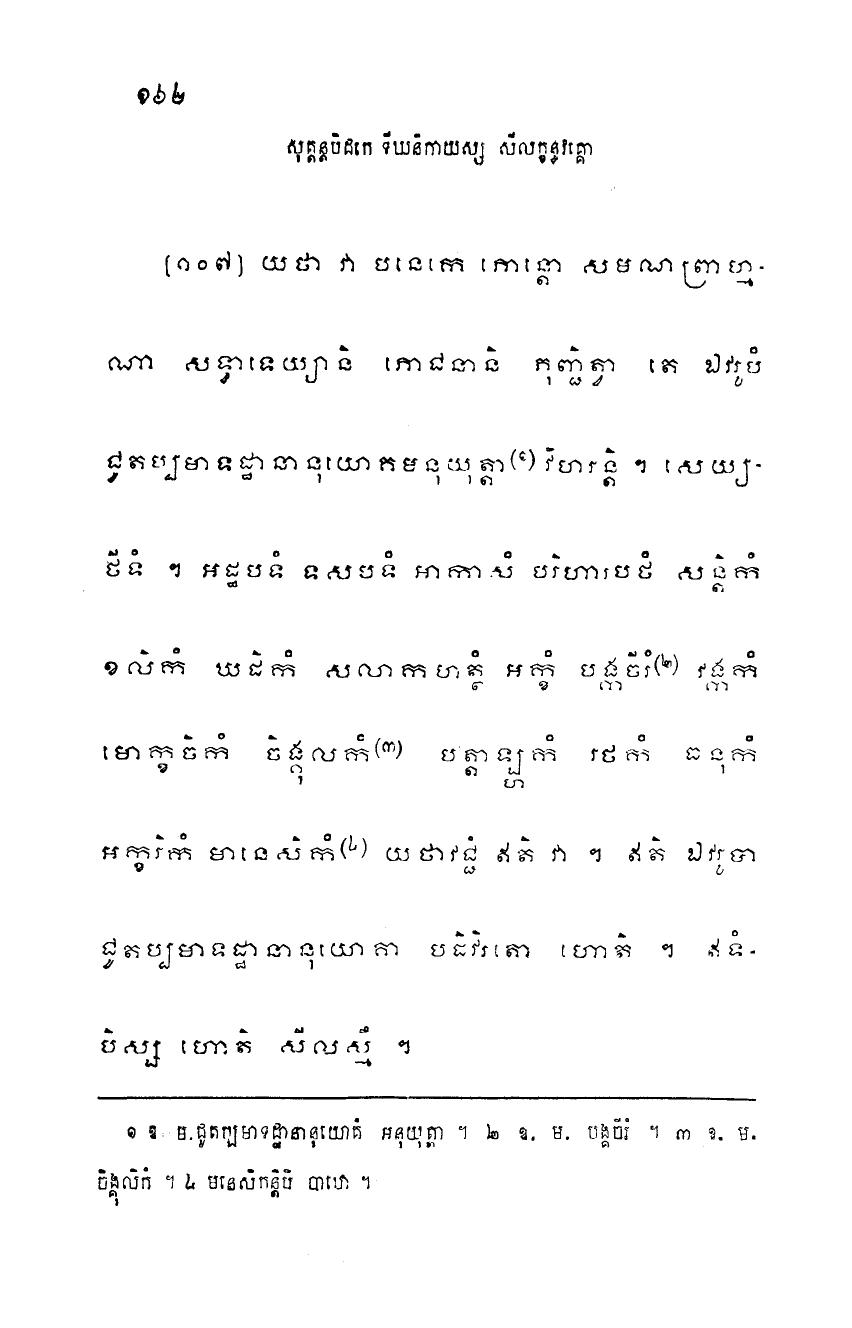 ១៦២
សុត្តន្តបិដកេ ទីឃនិកាយស្ស សីលក្ខន្ធវគ្គោ
[១០៧] យថា វា បនេកេ ភោន្តោ សមណព្រាហ្ម-
ណា សទ្ធាទេយ្យានិ ភោជនានិ ភុញ្ជិត្វា តេ ឯវរូបំ
ជូតប្បមាទដ្ឋានានុយោគមនុយុត្តា(១) វិហរន្តិ ។ សេយ្យ-
ថីទំ ។ អដ្ឋបទំ ទសបទំ អាកាសំ បរិហារបថំ សន្តិកំ
ខលិកំ ឃដិកំ សលាកហត្ថំ អក្ខំ បង្កចីរំ(២) វង្កកំ
មោក្ខចិកំ ចិង្គុលកំ(៣) បត្តាឡ្ហកំ រថកំ ធនុកំ
អក្ខរិកំ មានេសិកំ(៤) យថាវជ្ជំ ឥតិ វា ។ ឥតិ ឯវរូបា
ជូតប្បមាទដ្ឋានានុយោគា បដិវិរតោ ហោតិ ។ ឥទំ-
បិស្ស ហោតិ សីលស្មឹ ។
១ ឱ. ម.ជូតប្បមាទដ្ឋានានុយោគំ អនុយុត្តា ។ ២ ឱ. ម. បង្គចីរំ ។ ៣ ឱ. ម.
ចិង្គុលិកំ ។ ៤ មនេសិកន្តិបិ បាឋោ ។